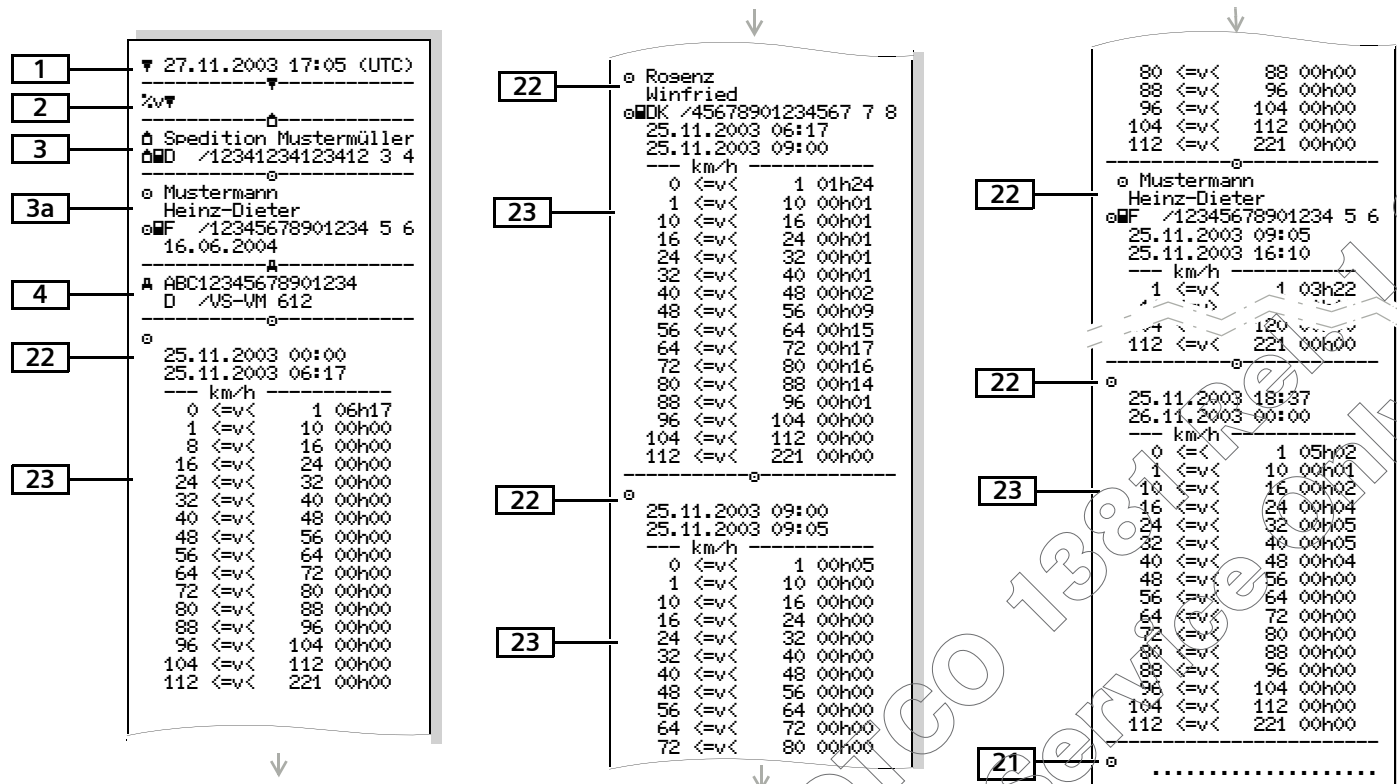 1
▼ 27.11.2003 17:05 (UTC)
2
%v▼
3
Spedition Mustermüller
D /12341234123412 3 4
3a
⊙ Mustermann
Heinz-Dieter
⊙F /12345678901234 5 6
16.06.2004
4
A ABC12345678901234
D /VS-VM 612
22
⊙
25.11.2003 00:00
25.11.2003 06:17
--- km/h -----------
23
0 <=v< 1 06h17
1 <=v< 10 00h00
8 <=v< 16 00h00
16 <=v< 24 00h00
24 <=v< 32 00h00
32 <=v< 40 00h00
40 <=v< 48 00h00
48 <=v< 56 00h00
56 <=v< 64 00h00
64 <=v< 72 00h00
72 <=v< 80 00h00
80 <=v< 88 00h00
88 <=v< 96 00h00
96 <=v< 104 00h00
104 <=v< 112 00h00
112 <=v< 221 00h00
22
⊙ Rogenz
Winfried
⊙DK /45678901234567 7 8
25.11.2003 06:17
25.11.2003 09:00
--- km/h -----------
23
0 <=v< 1 01h24
1 <=v< 10 00h01
10 <=v< 16 00h01
16 <=v< 24 00h01
24 <=v< 32 00h01
32 <=v< 40 00h01
40 <=v< 48 00h02
48 <=v< 56 00h09
56 <=v< 64 00h15
64 <=v< 72 00h17
72 <=v< 80 00h16
80 <=v< 88 00h14
88 <=v< 96 00h01
96 <=v< 104 00h00
104 <=v< 112 00h00
112 <=v< 221 00h00
22
⊙
25.11.2003 09:00
25.11.2003 09:05
--- km/h -----------
23
0 <=v< 1 00h05
1 <=v< 10 00h00
10 <=v< 16 00h00
16 <=v< 24 00h00
24 <=v< 32 00h00
32 <=v< 40 00h00
40 <=v< 48 00h00
48 <=v< 56 00h00
56 <=v< 64 00h00
64 <=v< 72 00h00
72 <=v< 80 00h00
80 <=v< 88 00h00
88 <=v< 96 00h00
96 <=v< 104 00h00
104 <=v< 112 00h00
112 <=v< 221 00h00
22
⊙ Mustermann
Heinz-Dieter
⊙F /12345678901234 5 6
25.11.2003 09:05
25.11.2003 16:10
--- km/h -----------
1 <=v< 1 03h22
120
112 <=v< 221 00h00
22
⊙
25.11.2003 18:37
26.11.2003 00:00
--- km/h -----------
23
0 <=< 1 05h02
1 <=v< 10 00h01
10 <=v< 16 00h02
16 <=v< 24 00h04
24 <=v< 32 00h05
32 <=v< 40 00h05
40 <=v< 48 00h04
48 <=v< 56 00h00
56 <=v< 64 00h00
64 <=v< 72 00h00
72 <=v< 80 00h00
80 <=v< 88 00h00
88 <=v< 96 00h00
96 <=v< 104 00h00
104 <=v< 112 00h00
112 <=v< 221 00h00
21
⊙ ....................
TCO 1381 Rel. 1
service onl